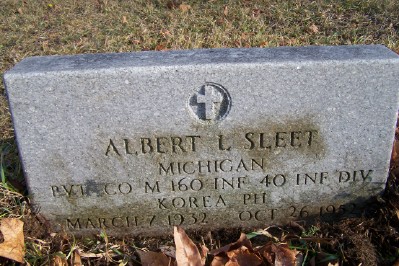 ALBERT L SLEET
MICHIGAN
PVT CO M 160 INF 40 INF DIV
KOREA PH
MARCH 7 1932 OCT 26